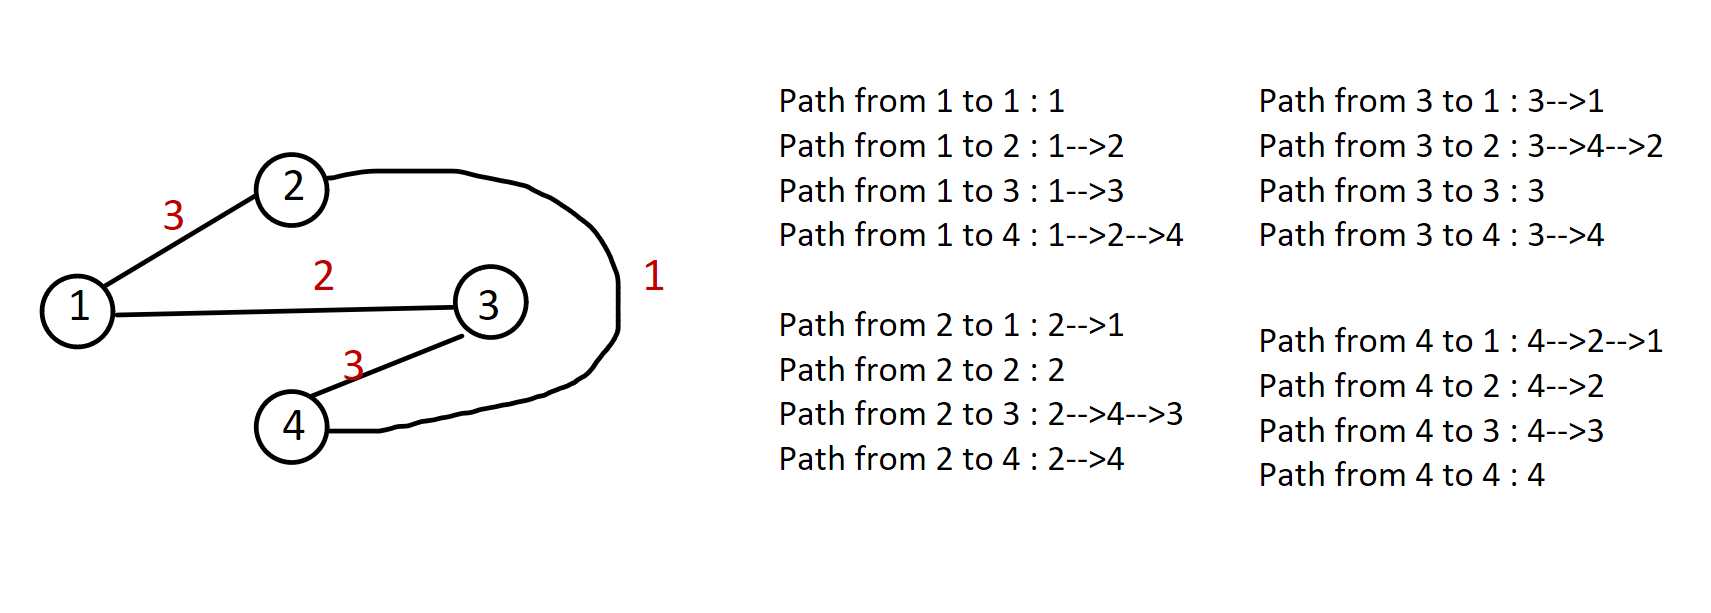 2
3
1
2
3
1
3
4
Path from 1 to 1 : 1
Path from 1 to 2 : 1-->2
Path from 1 to 3 : 1-->3
Path from 1 to 4 : 1-->2-->4
Path from 2 to 1 : 2-->1
Path from 2 to 2 : 2
Path from 2 to 3 : 2-->4-->3
Path from 2 to 4 : 2-->4
Path from 3 to 1 : 3-->1
Path from 3 to 2 : 3-->4-->2
Path from 3 to 3 : 3
Path from 3 to 4 : 3-->4
Path from 4 to 1 : 4-->2-->1
Path from 4 to 2 : 4-->2
Path from 4 to 3 : 4-->3
Path from 4 to 4 : 4